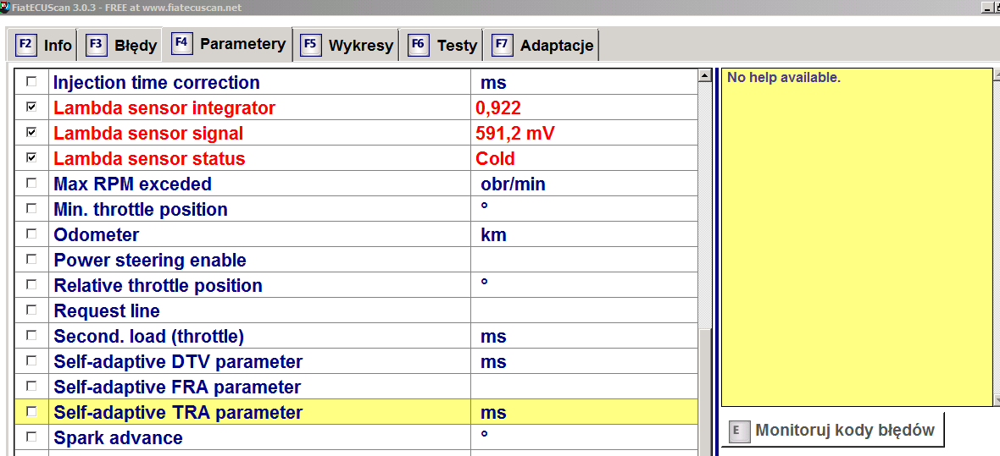 FiatECUScan 3.0.3 - FREE at www.fiatecuscan.net
F2 Info F3 Błędy F4 Parametery F5 Wykresy F6 Testy F7 Adaptacje
Injection time correction ms
Lambda sensor integrator 0,922
Lambda sensor signal 591,2 mV
Lambda sensor status Cold
Max RPM exceded obr/min
Min. throttle position °
Odometer km
Power steering enable
Relative throttle position °
Request line
Second. load (throttle) ms
Self-adaptive DTV parameter ms
Self-adaptive FRA parameter
Self-adaptive TRA parameter ms
Spark advance °
No help available.
E Monitoruj kody błędów